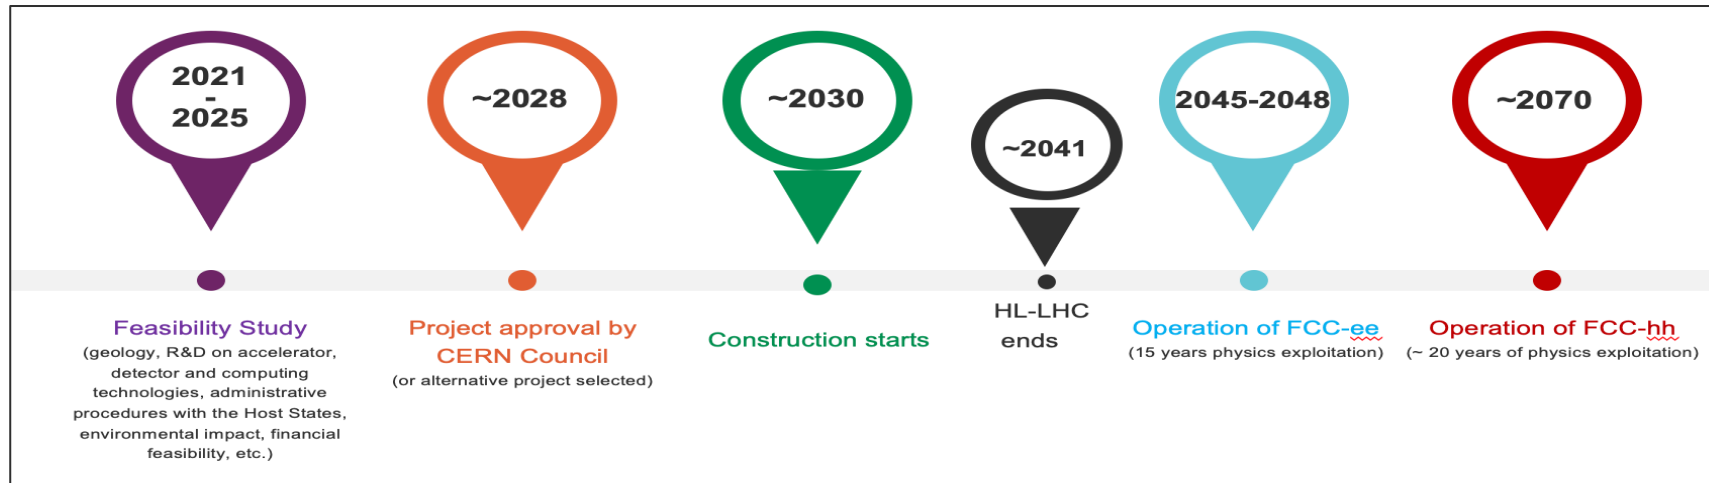 2021
-
2025
~2028
~2030
~2041
2045-2048
~2070
Feasibility Study
(geology, R&D on accelerator,
detector and computing
technologies, administrative
procedures with the Host States,
environmental impact, financial
feasibility, etc.)
Project approval by
CERN Council
(or alternative project selected)
Construction starts
HL-LHC
ends
Operation of FCC-ee
(15 years physics exploitation)
Operation of FCC-hh
(~ 20 years of physics exploitation)